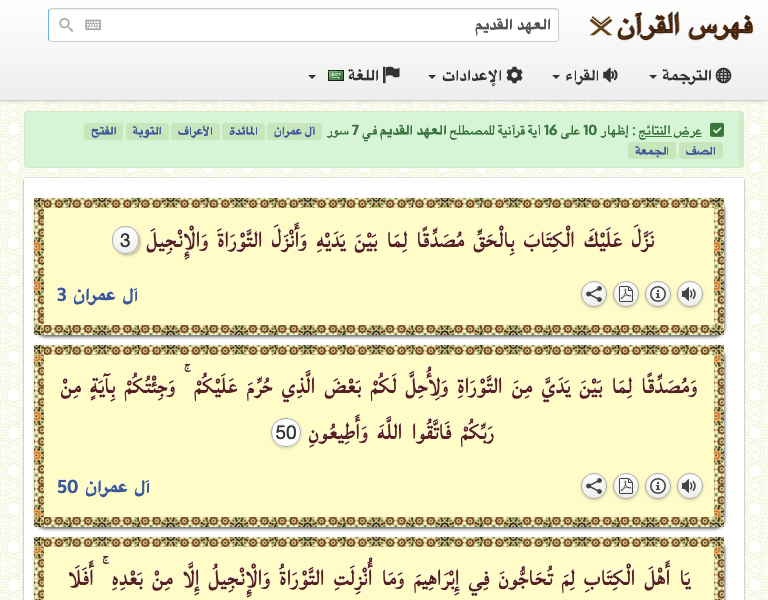 فهرس القرآن
العهد القديم
الترجمة القراء الإعدادات اللغة
عرض النتائج : إظهار 10 على 16 آية قرآنية للمصطلح العهد القديم في 7 سور آل عمران المائدة الأعراف التوبة الفتح
الصف الجمعة
نَزَّلَ عَلَيْكَ الْكِتَابَ بِالْحَقِّ مُصَدِّقًا لِمَا بَيْنَ يَدَيْهِ وَأَنْزَلَ التَّوْرَاةَ وَالْإِنْجِيلَ 3
آل عمران 3
وَمُصَدِّقًا لِمَا بَيْنَ يَدَيَّ مِنَ التَّوْرَاةِ وَلِأُحِلَّ لَكُمْ بَعْضَ الَّذِي حُرِّمَ عَلَيْكُمْ ۚ وَجِئْتُكُمْ بِآيَةٍ مِنْ
رَبِّكُمْ فَاتَّقُوا اللَّهَ وَأَطِيعُونِ 50
آل عمران 50
يَا أَهْلَ الْكِتَابِ لِمَ تُحَاجُّونَ فِي إِبْرَاهِيمَ وَمَا أُنْزِلَتِ التَّوْرَاةُ وَالْإِنْجِيلُ إِلَّا مِنْ بَعْدِهِ ۚ أَفَلَا